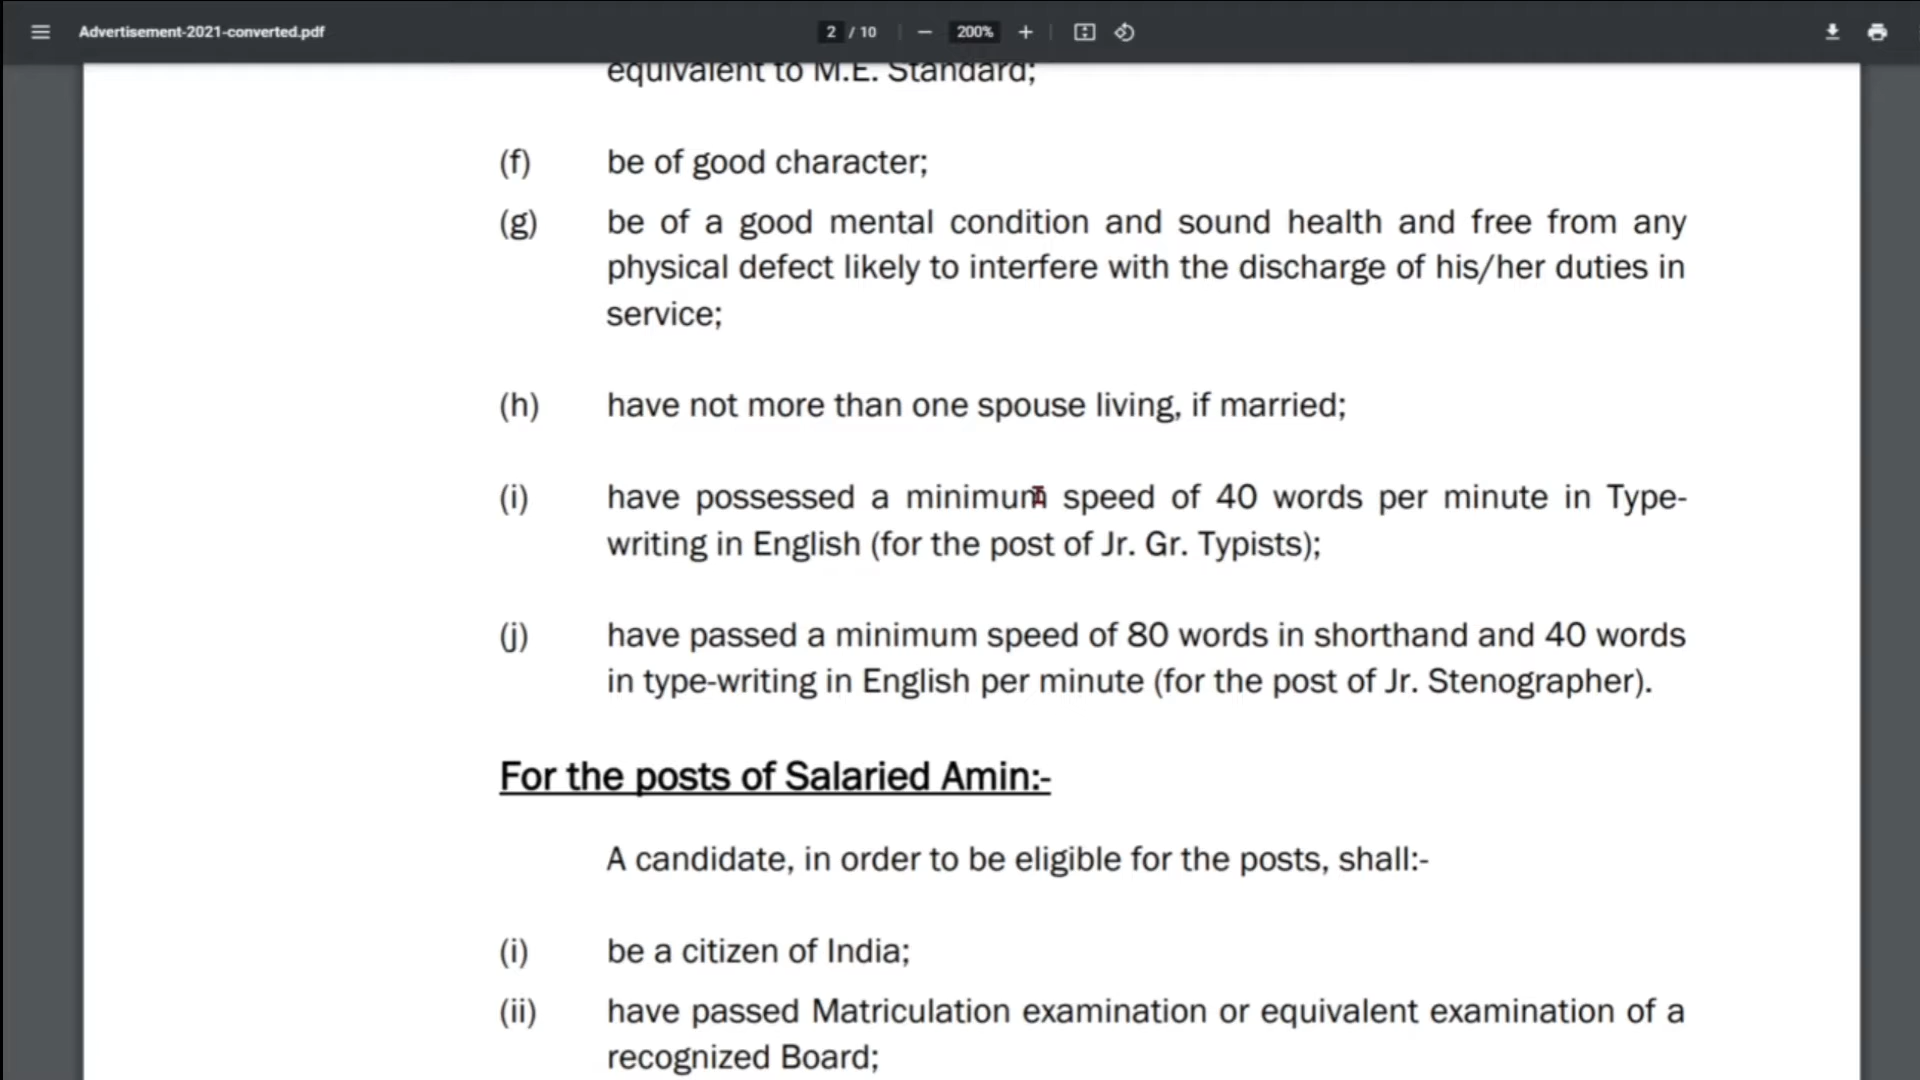 Advertisement-2021-converted.pdf
2 / 10
200%
equivalent to M.E. Standard;
(f) be of good character;
(g) be of a good mental condition and sound health and free from any
physical defect likely to interfere with the discharge of his/her duties in
service;
(h) have not more than one spouse living, if married;
(i) have possessed a minimum speed of 40 words per minute in Type-
writing in English (for the post of Jr. Gr. Typists);
(j) have passed a minimum speed of 80 words in shorthand and 40 words
in type-writing in English per minute (for the post of Jr. Stenographer).
For the posts of Salaried Amin:-
A candidate, in order to be eligible for the posts, shall:-
(i) be a citizen of India;
(ii) have passed Matriculation examination or equivalent examination of a
recognized Board;